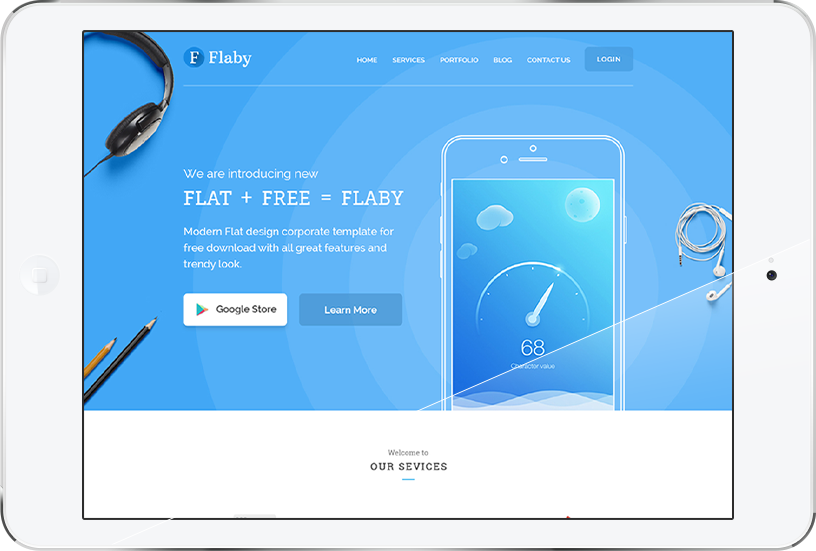 F Flaby
HOME SERVICES PORTFOLIO BLOG CONTACT US LOGIN
We are introducing new
FLAT + FREE = FLABY
Modern Flat design corporate template for
free download with all great features and
trendy look.
Google Store
Learn More
68
Character value
Welcome to
OUR SEVICES